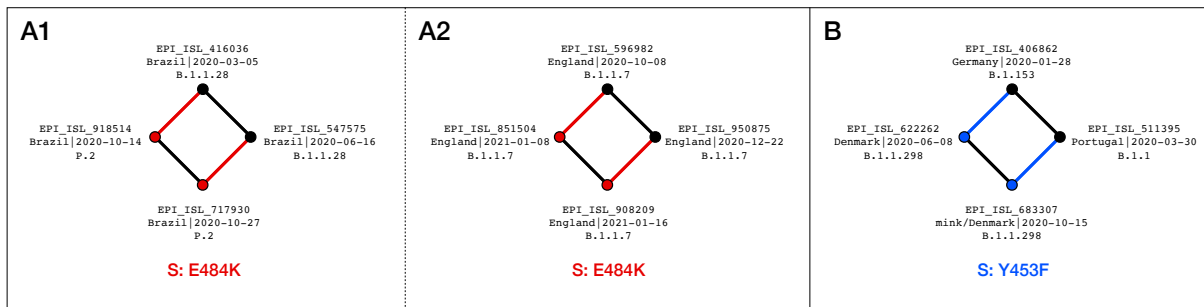 A1
EPI_ISL_416036
Brazil|2020-03-05
B.1.1.28
EPI_ISL_918514
Brazil|2020-10-14
P.2
EPI_ISL_547575
Brazil|2020-06-16
B.1.1.28
EPI_ISL_717930
Brazil|2020-10-27
P.2
S: E484K
A2
EPI_ISL_596982
England|2020-10-08
B.1.1.7
EPI_ISL_851504
England|2021-01-08
B.1.1.7
EPI_ISL_950875
England|2020-12-22
B.1.1.7
EPI_ISL_908209
England|2021-01-16
B.1.1.7
S: E484K
B
EPI_ISL_406862
Germany|2020-01-28
B.1.153
EPI_ISL_622262
Denmark|2020-06-08
B.1.1.298
EPI_ISL_511395
Portugal|2020-03-30
B.1.1
EPI_ISL_683307
mink/Denmark|2020-10-15
B.1.1.298
S: Y453F